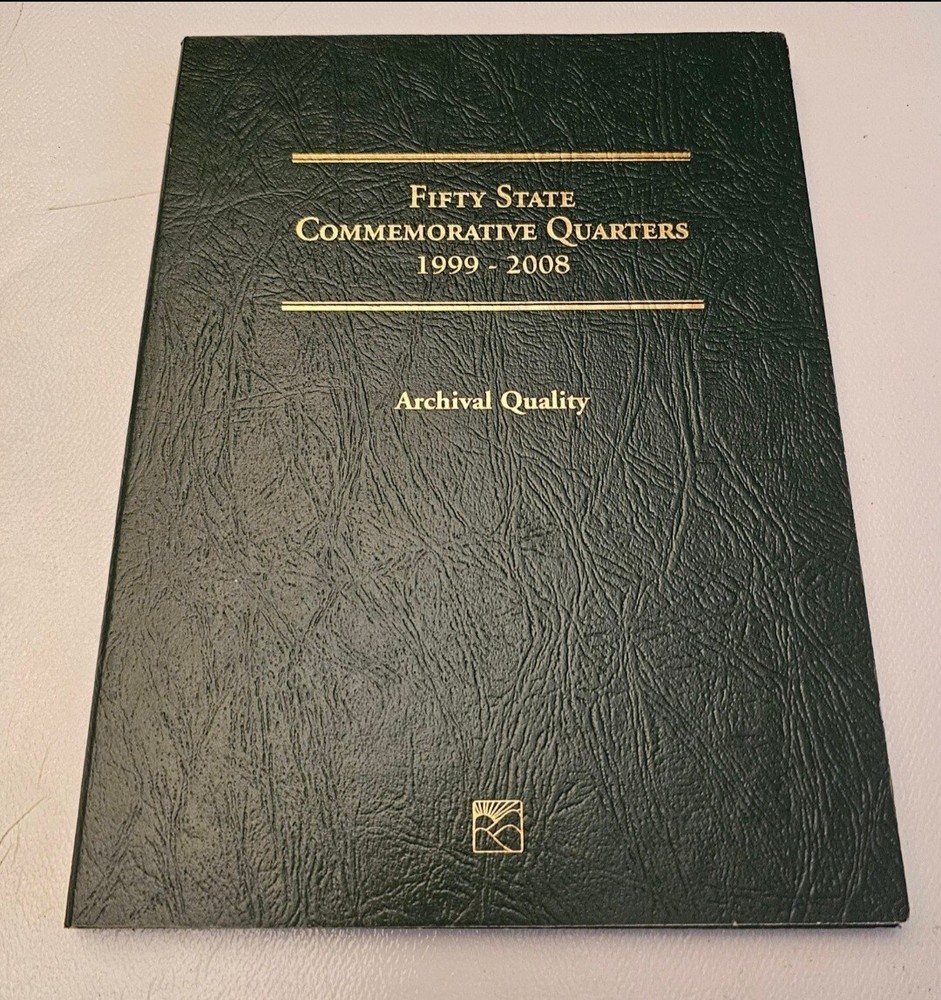 Fifty State
Commemorative Quarters
1999 - 2008
Archival Quality